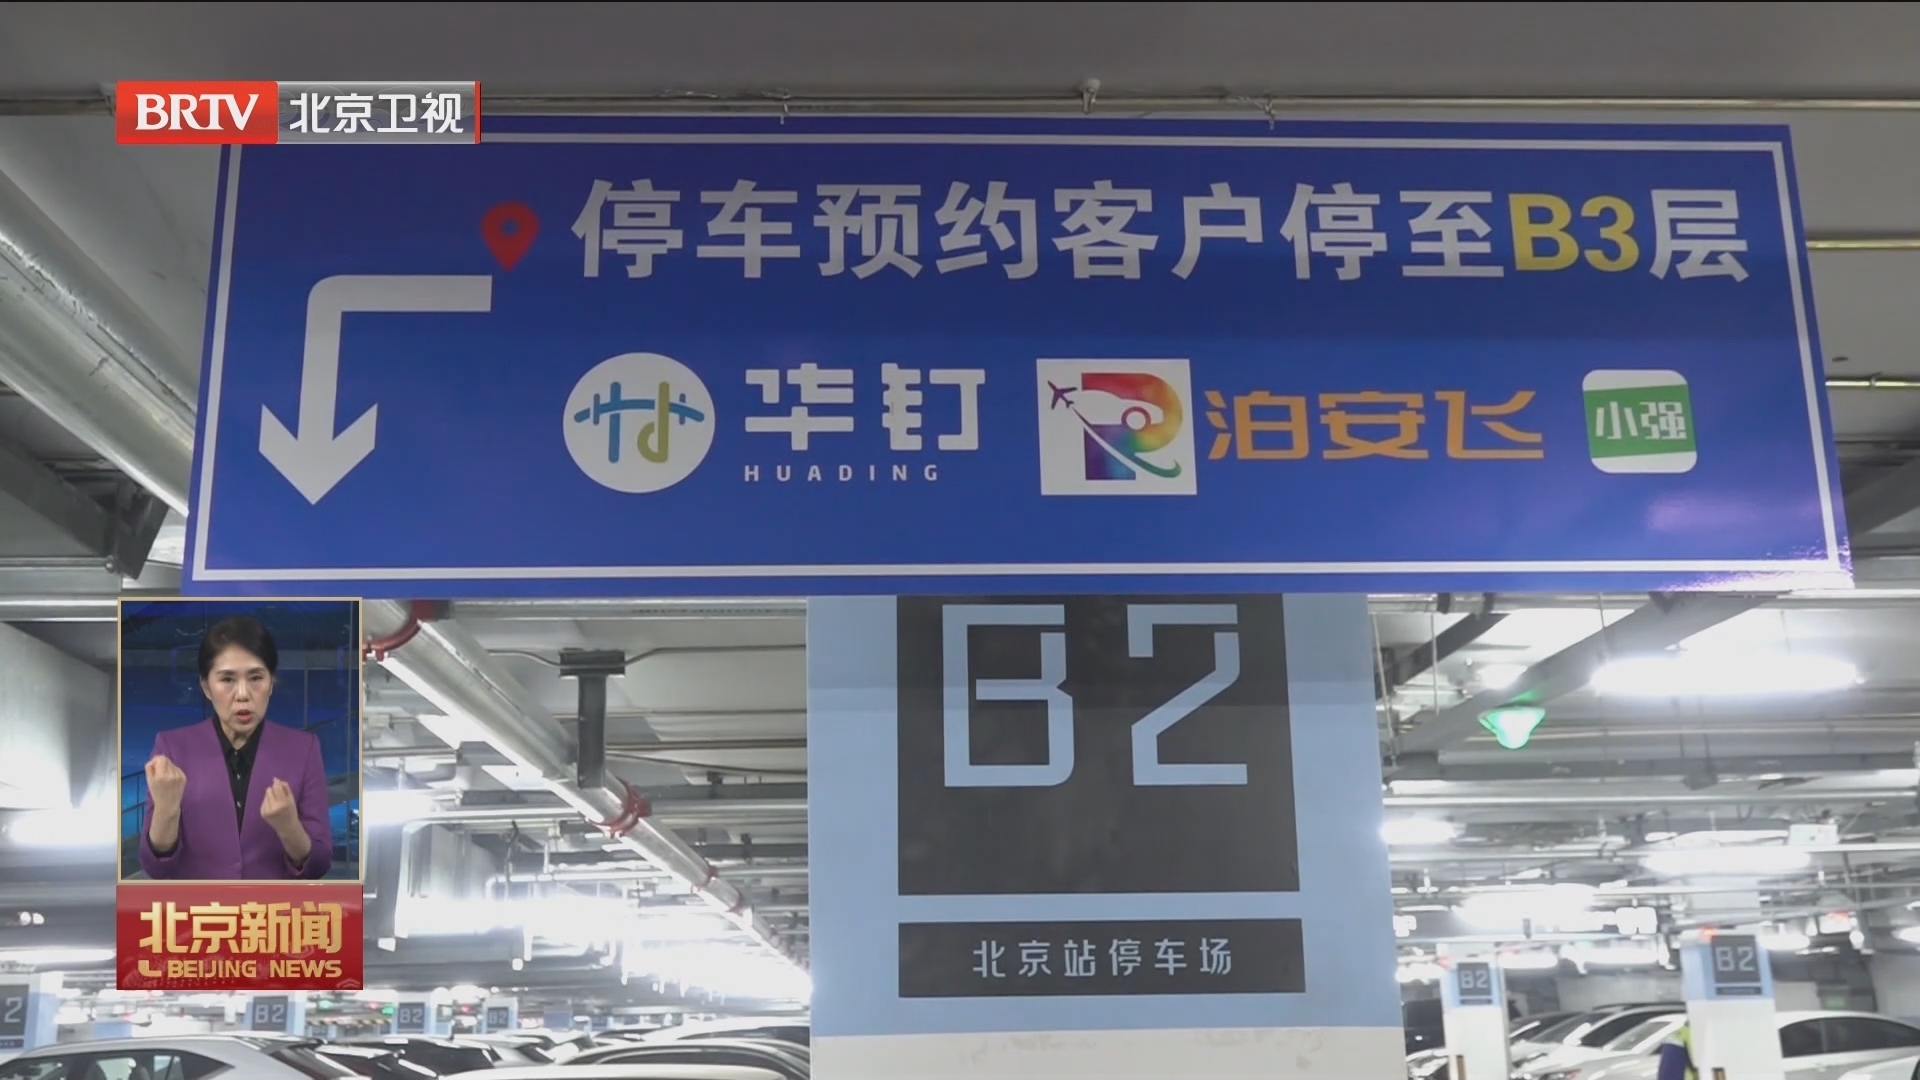 BRTV 北京卫视
停车预约客户停至B3层
华钉
HUADING
泊安飞
小强
B2
北京站停车场
北京新闻
BEIJING NEWS
B2
B2
B2
B2
2
B2